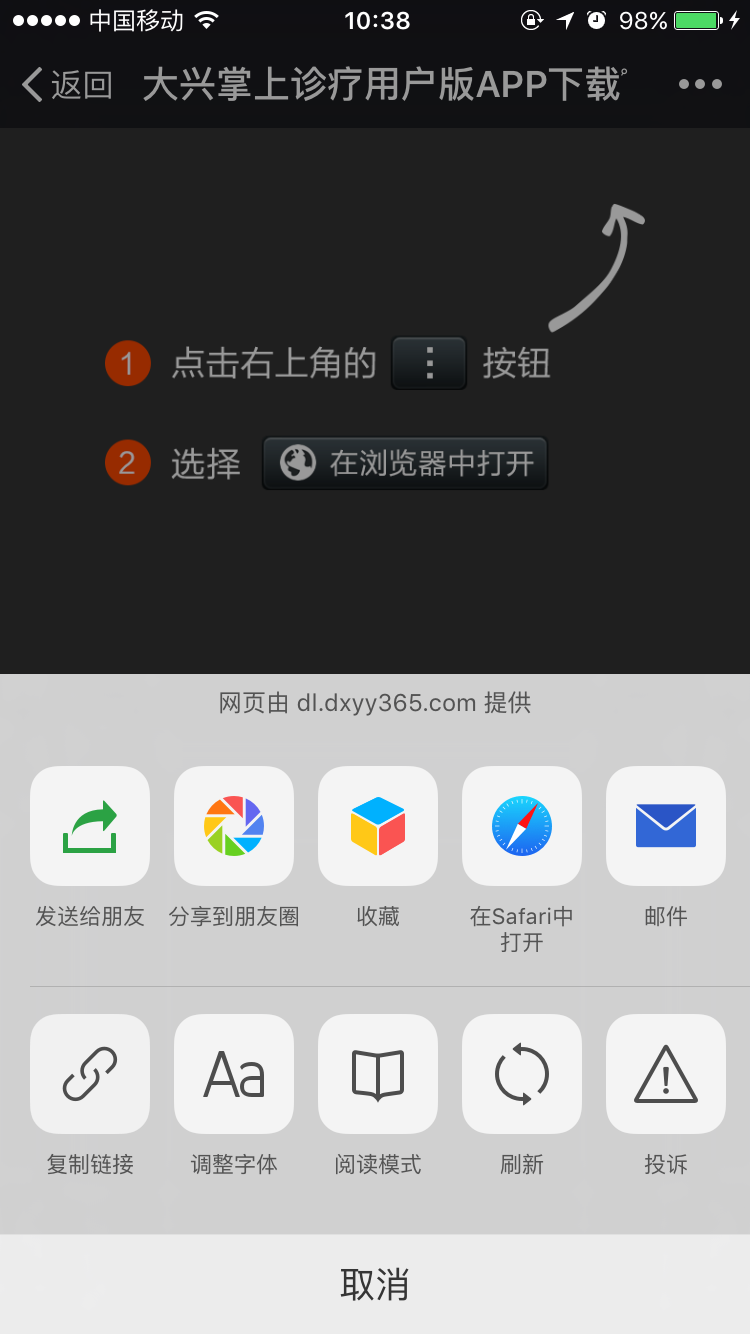 中国移动 10:38 98%
返回 大兴掌上诊疗用户版APP下载°
1 点击右上角的 按钮
2 选择 在浏览器中打开
网页由 dl.dxyy365.com 提供
发送给朋友 分享到朋友圈 收藏 在Safari中 邮件
打开
Aa
复制链接 调整字体 阅读模式 刷新 投诉
取消